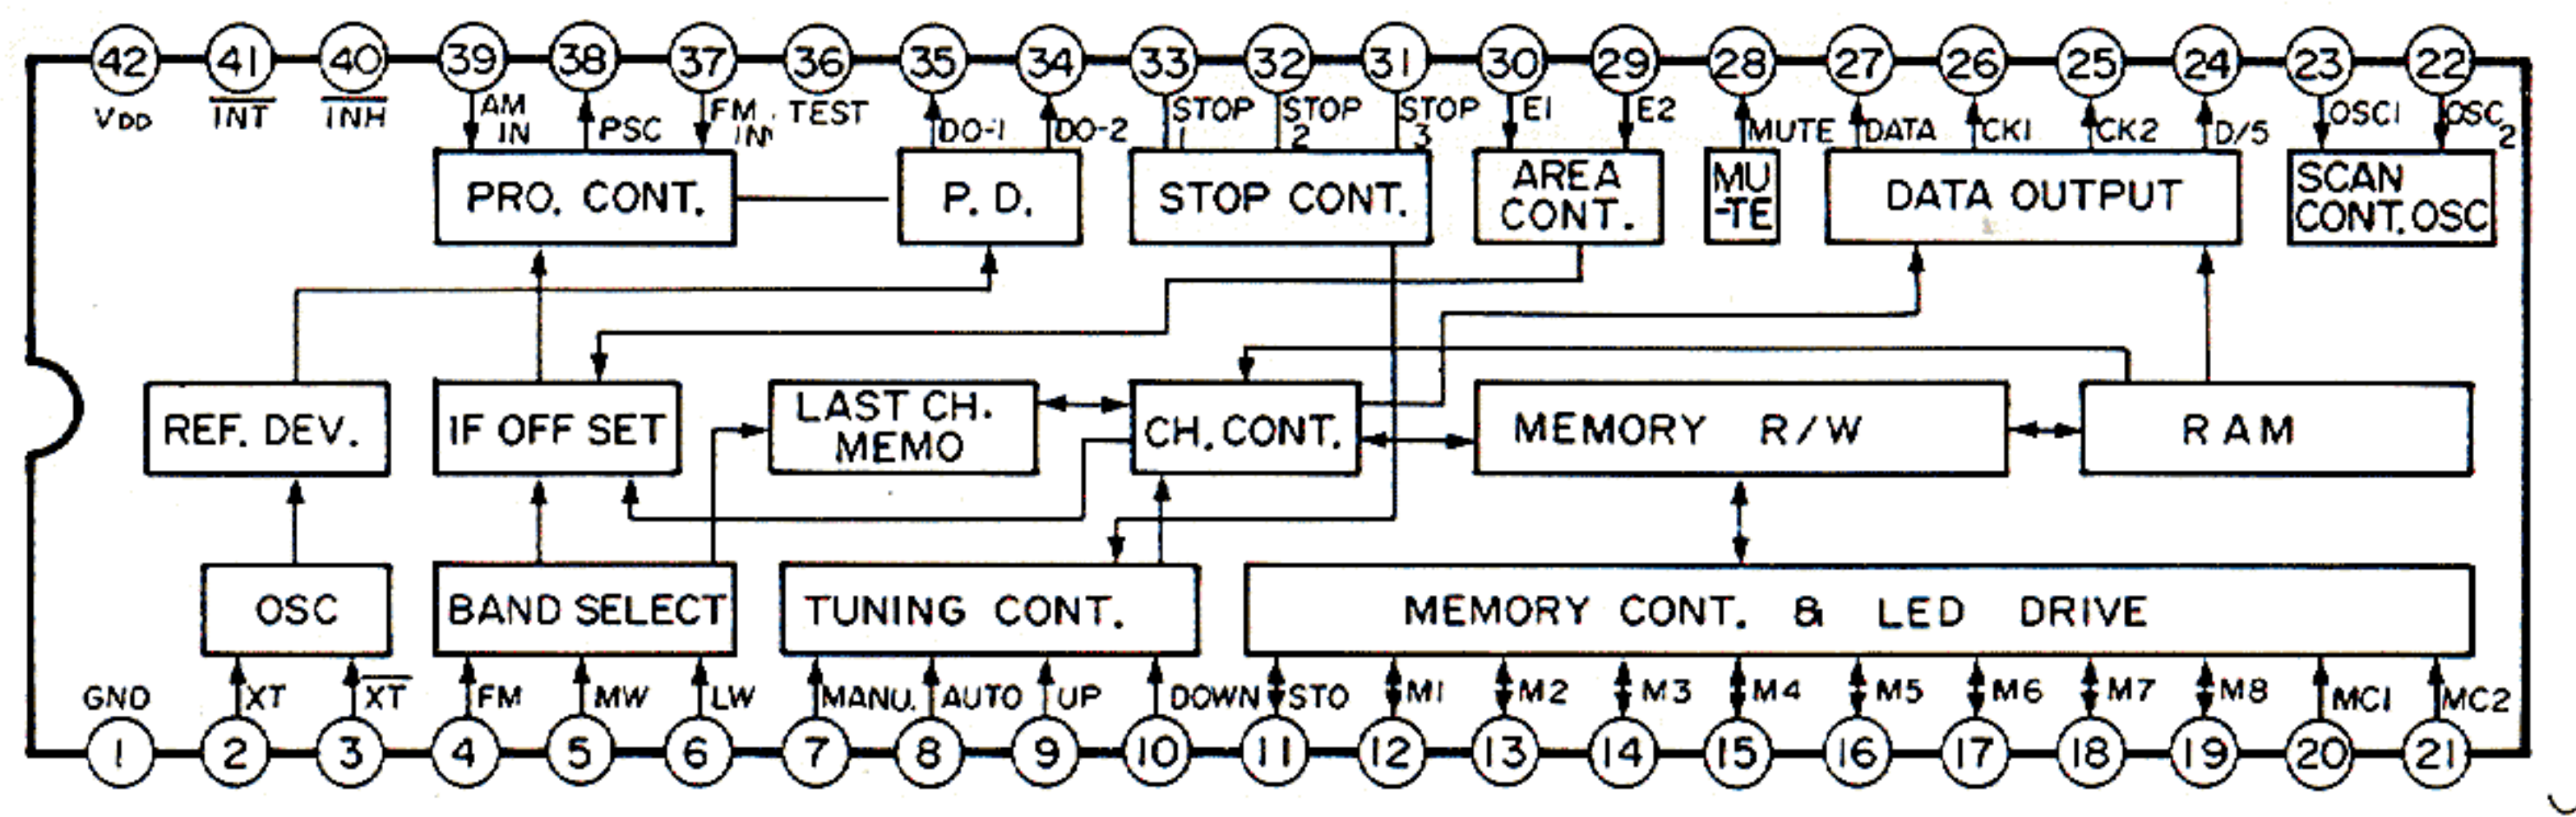 42 41 40 39 38 37 36 35 34 33 32 31 30 29 28 27 26 25 24 23 22
VDD INT INH AM IN PSC FM IN TEST DO-1 DO-2 STOP 1 STOP 2 STOP 3 E1 E2 MUTE DATA CK1 CK2 D/S OSC1 OSC 2
PRO. CONT.
P. D.
STOP CONT.
AREA
CONT.
MU
-TE
DATA OUTPUT
SCAN
CONT. OSC
REF. DEV.
IF OFF SET
LAST CH.
MEMO
CH. CONT.
MEMORY R/W
RAM
OSC
BAND SELECT
TUNING CONT.
MEMORY CONT. & LED DRIVE
GND XT XT FM MW LW MANU. AUTO UP DOWN STO M1 M2 M3 M4 M5 M6 M7 M8 MC1 MC2
1 2 3 4 5 6 7 8 9 10 11 12 13 14 15 16 17 18 19 20 21